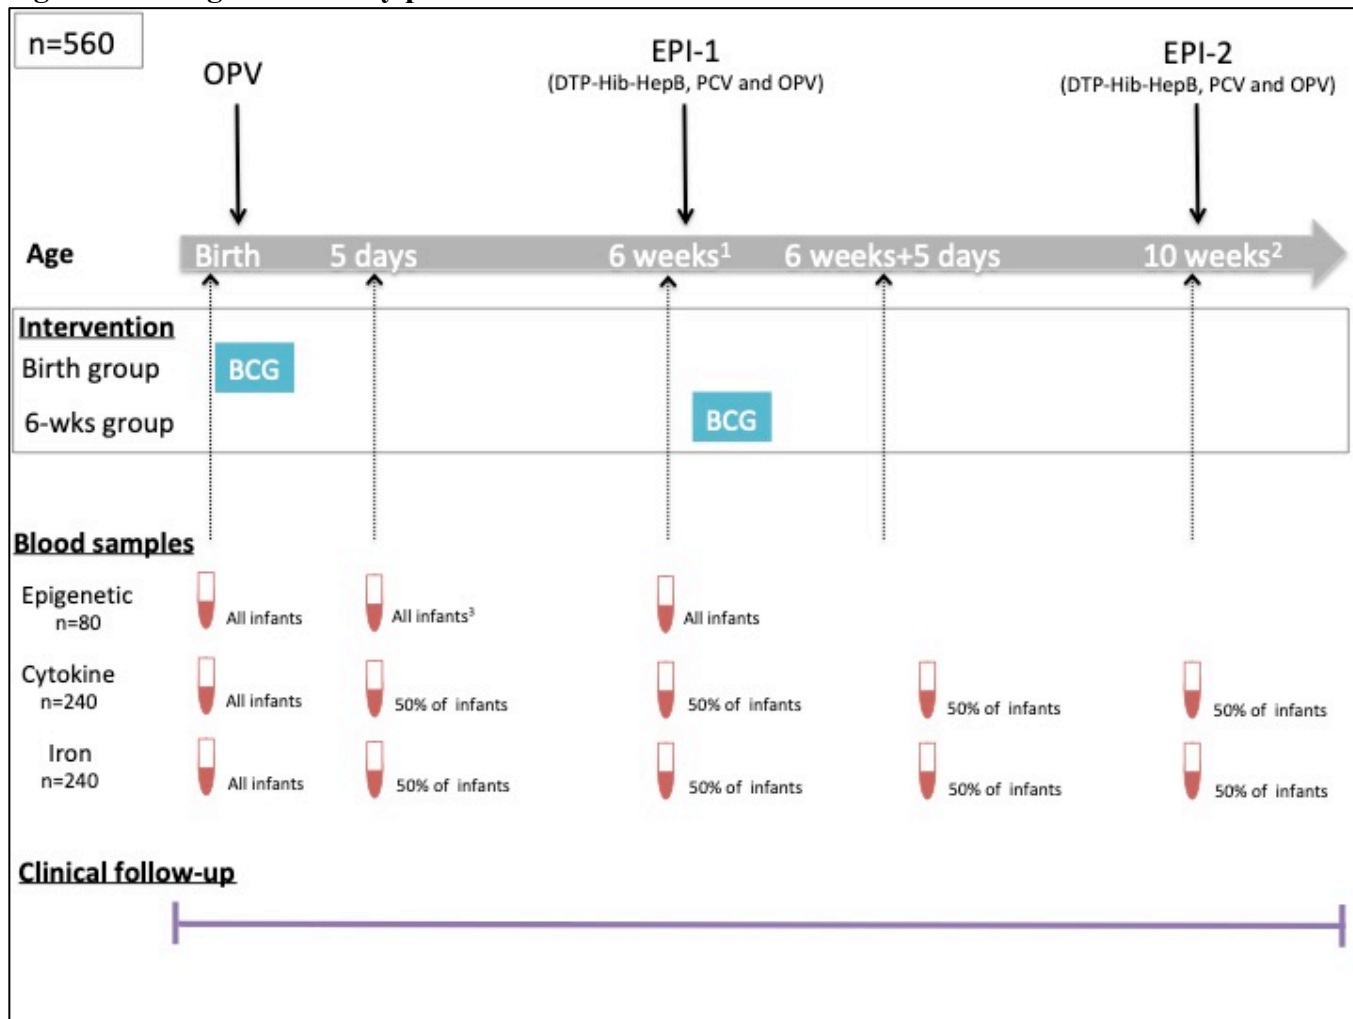 n=560
OPV
EPI-1
(DTP-Hib-HepB, PCV and OPV)
EPI-2
(DTP-Hib-HepB, PCV and OPV)
Age
Birth
5 days
6 weeks¹
6 weeks+5 days
10 weeks²
Intervention
Birth group
BCG
6-wks group
BCG
Blood samples
Epigenetic
n=80
All infants
All infants³
All infants
Cytokine
n=240
All infants
50% of infants
50% of infants
50% of infants
50% of infants
Iron
n=240
All infants
50% of infants
50% of infants
50% of infants
50% of infants
Clinical follow-up